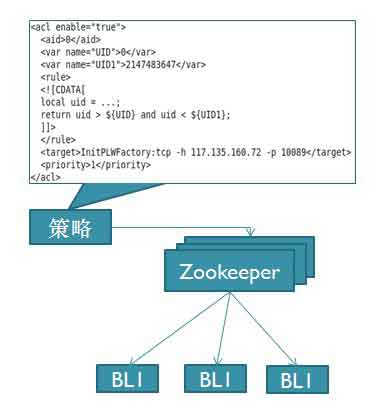 <acl enable="true">
<aid>0</aid>
<var name="UID">0</var>
<var name="UID1">2147483647</var>
<rule>
<![CDATA[
local uid = ...;
return uid > ${UID} and uid < ${UID1};
]]>
</rule>
<target>InitPLWFactory:tcp -h 117.135.160.72 -p 10089</target>
<priority>1</priority>
</acl>
策略
Zookeeper
BLI
BLI
BLI